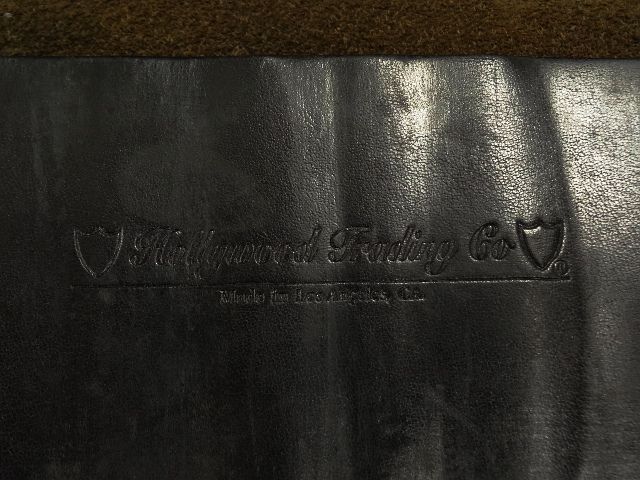 Hollywood Trading Co ®
Made in Los Angeles, CA.